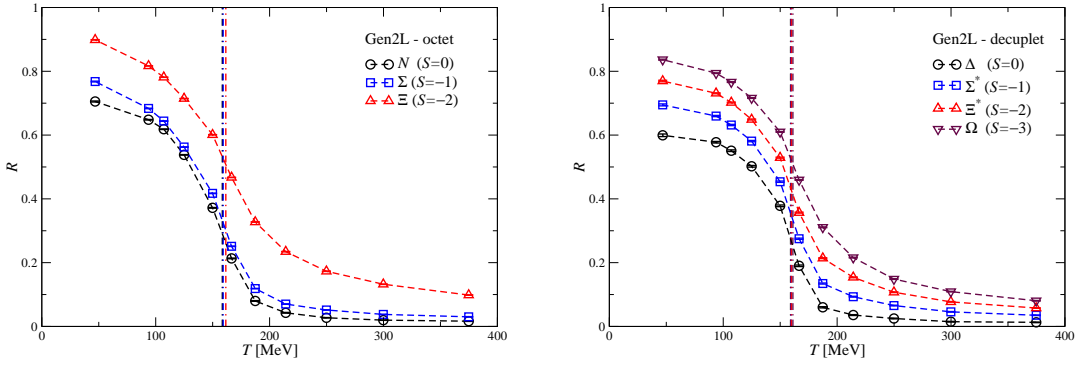 Gen2L - octet
N (S=0)
Σ (S=−1)
Ξ (S=−2)
R
1
0.8
0.6
0.4
0.2
0
0 100 200 300 400
T [MeV]
Gen2L - decuplet
Δ (S=0)
Σ* (S=−1)
Ξ* (S=−2)
Ω (S=−3)
R
1
0.8
0.6
0.4
0.2
0
0 100 200 300 400
T [MeV]